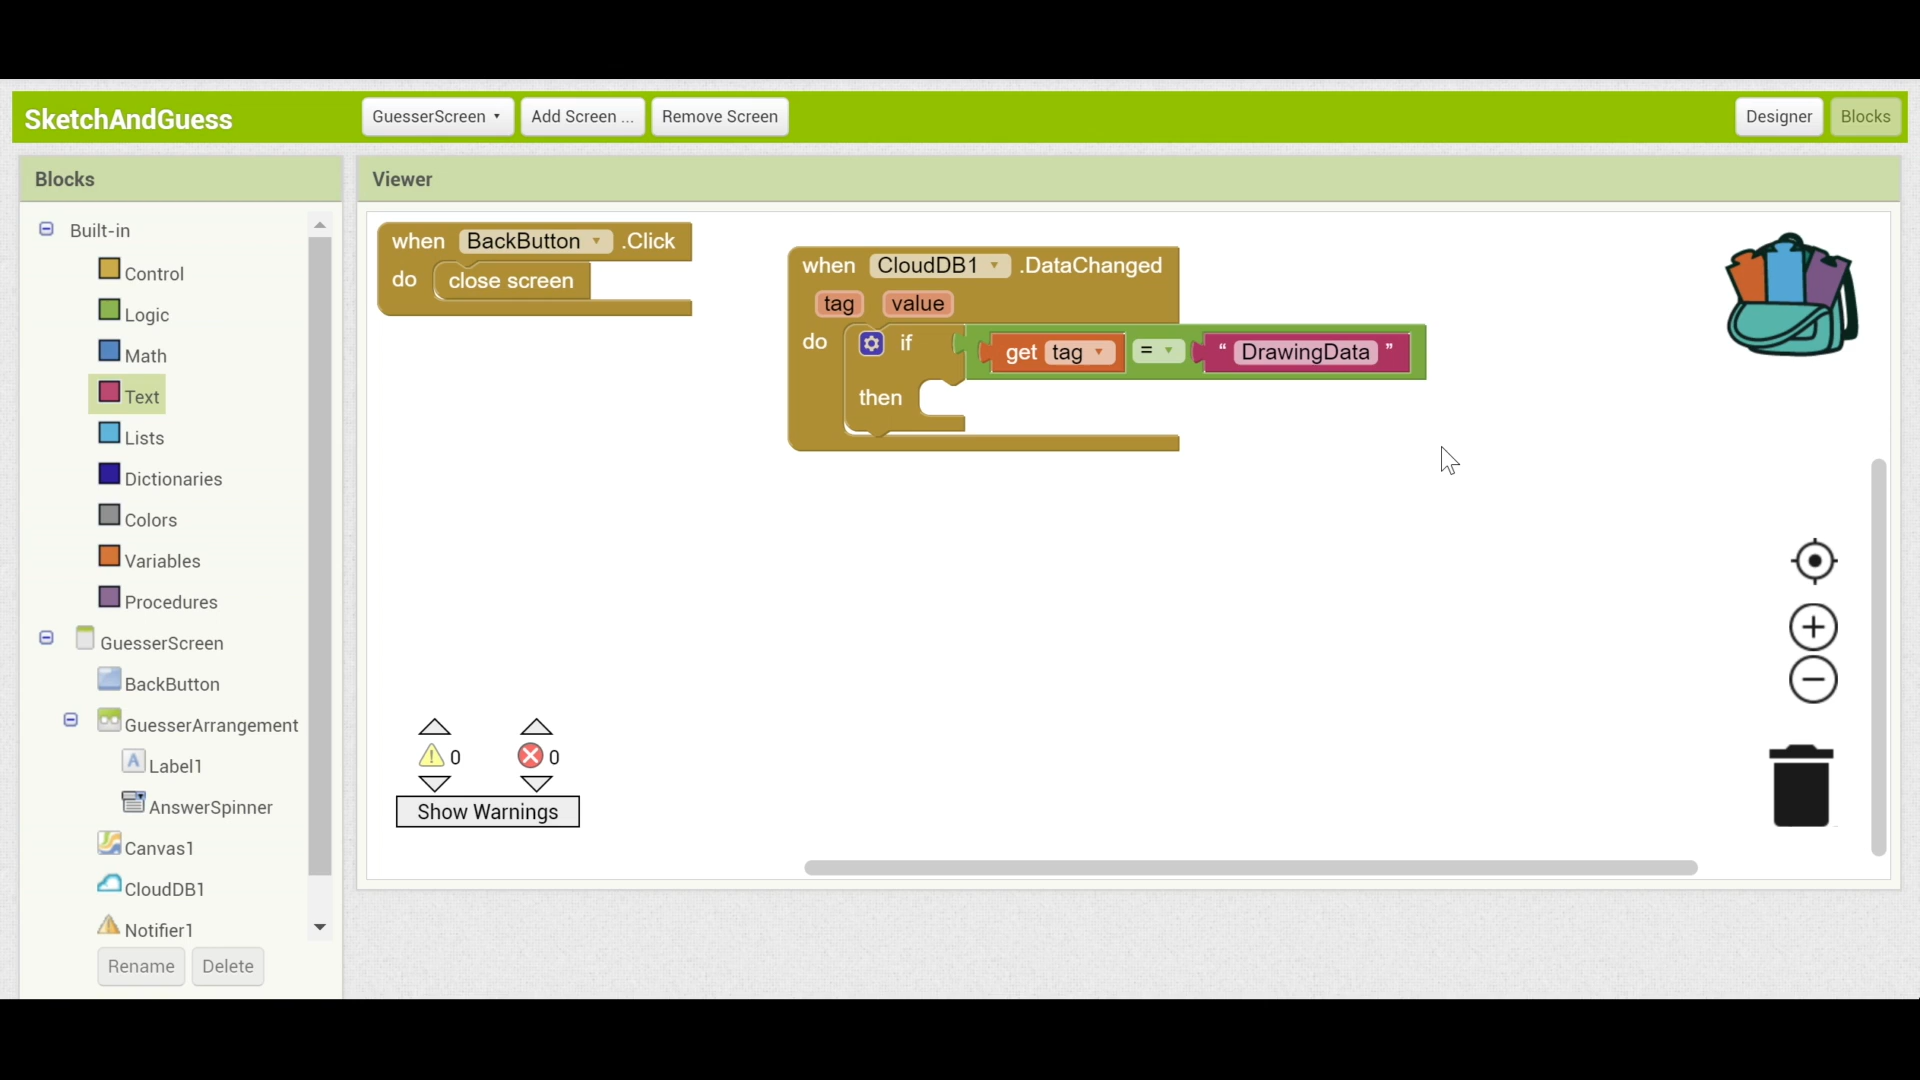 SketchAndGuess
GuesserScreen
Add Screen ...
Remove Screen
Designer
Blocks
Blocks
Built-in
Control
Logic
Math
Text
Lists
Dictionaries
Colors
Variables
Procedures
GuesserScreen
BackButton
GuesserArrangement
A Label1
AnswerSpinner
Canvas1
CloudDB1
Notifier1
Rename
Delete
Viewer
when BackButton .Click
do close screen
when CloudDB1 .DataChanged
tag value
do if get tag = “ DrawingData ”
then
0 0
Show Warnings